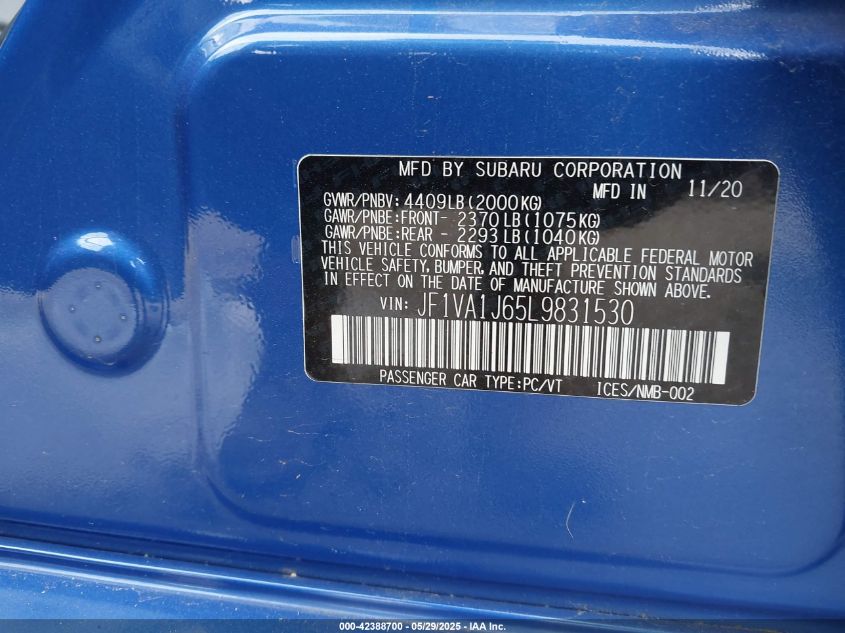 MFD BY SUBARU CORPORATION
MFD IN 11/20
GVWR/PNBV: 4409LB(2000KG)
GAWR/PNBE:FRONT- 2370LB(1075KG)
GAWR/PNBE:REAR - 2293LB(1040KG)
THIS VEHICLE CONFORMS TO ALL APPLICABLE FEDERAL MOTOR
VEHICLE SAFETY, BUMPER, AND THEFT PREVENTION STANDARDS
IN EFFECT ON THE DATE OF MANUFACTURE SHOWN ABOVE.
VIN: JF1VA1J65L9831530
PASSENGER CAR TYPE:PC/VT ICES/NMB-002
000-42388700 - 05/29/2025 - IAA, Inc.